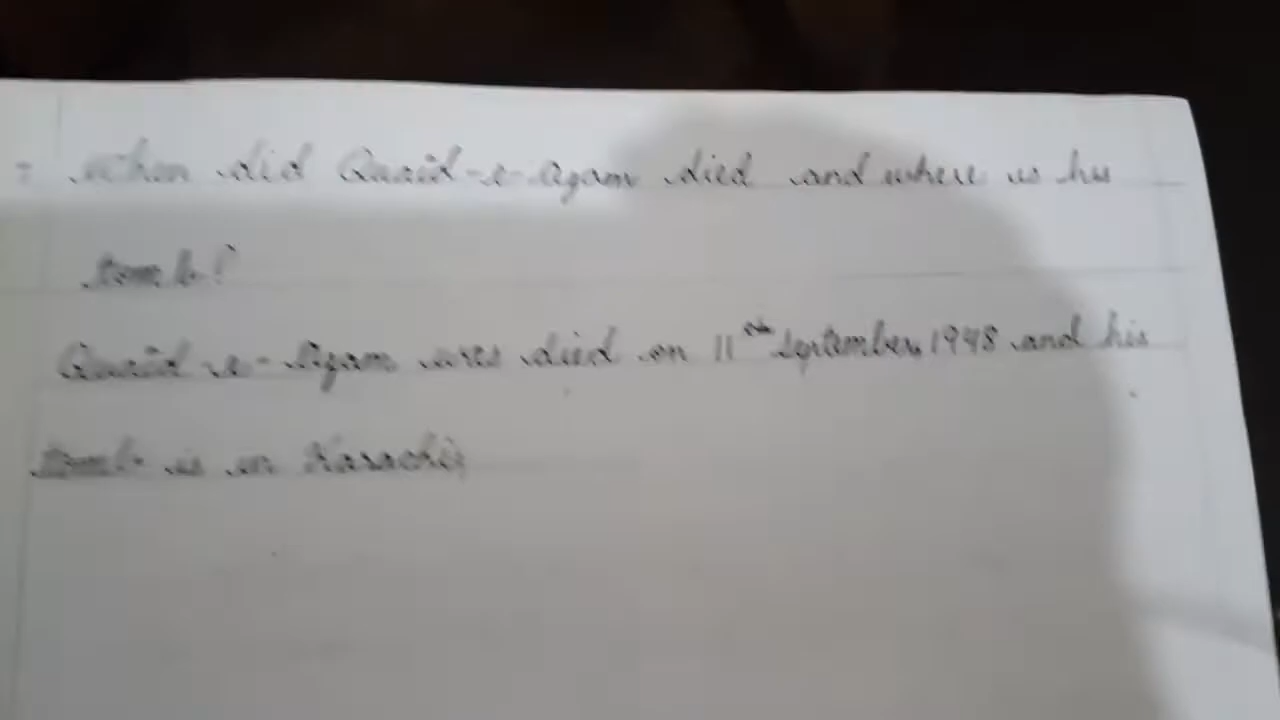 : When did Quaid-e-Azam died and where is his
tomb?
Quaid-e-Azam was died on 11th September, 1948 and his
tomb is in Karachi.